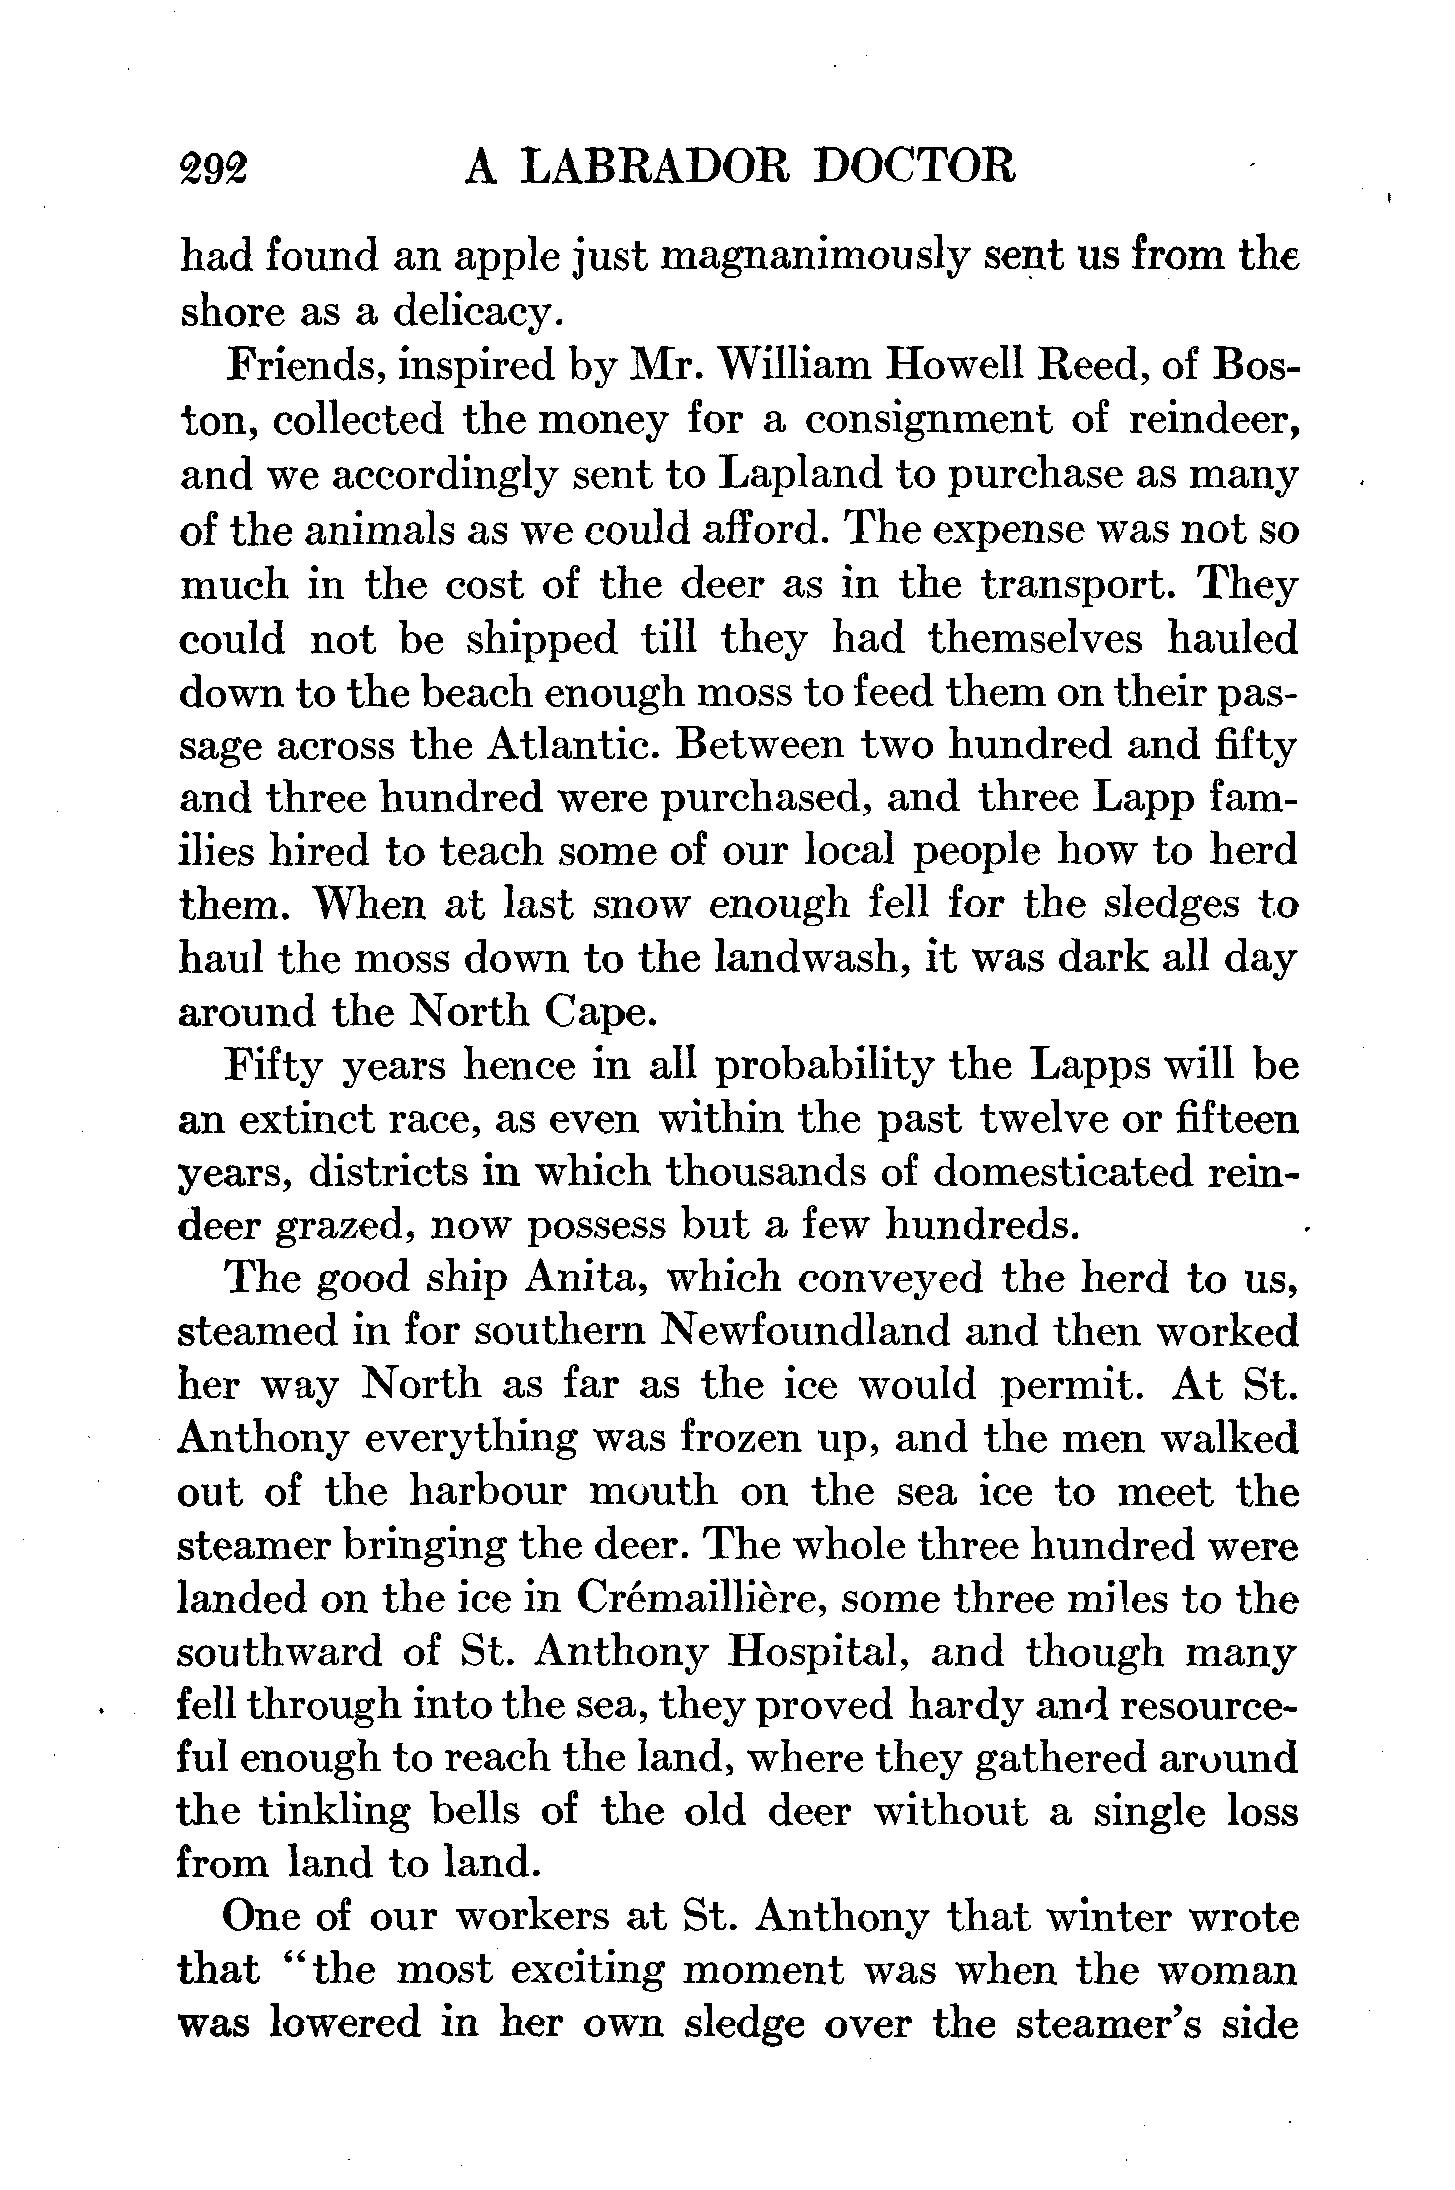 292 A LABRADOR DOCTOR
had found an apple just magnanimously sent us from the
shore as a delicacy.
Friends, inspired by Mr. William Howell Reed, of Bos-
ton, collected the money for a consignment of reindeer,
and we accordingly sent to Lapland to purchase as many
of the animals as we could afford. The expense was not so
much in the cost of the deer as in the transport. They
could not be shipped till they had themselves hauled
down to the beach enough moss to feed them on their pas-
sage across the Atlantic. Between two hundred and fifty
and three hundred were purchased, and three Lapp fam-
ilies hired to teach some of our local people how to herd
them. When at last snow enough fell for the sledges to
haul the moss down to the landwash, it was dark all day
around the North Cape.
Fifty years hence in all probability the Lapps will be
an extinct race, as even within the past twelve or fifteen
years, districts in which thousands of domesticated rein-
deer grazed, now possess but a few hundreds.
The good ship Anita, which conveyed the herd to us,
steamed in for southern Newfoundland and then worked
her way North as far as the ice would permit. At St.
Anthony everything was frozen up, and the men walked
out of the harbour mouth on the sea ice to meet the
steamer bringing the deer. The whole three hundred were
landed on the ice in Crémaillière, some three miles to the
southward of St. Anthony Hospital, and though many
fell through into the sea, they proved hardy and resource-
ful enough to reach the land, where they gathered around
the tinkling bells of the old deer without a single loss
from land to land.
One of our workers at St. Anthony that winter wrote
that “the most exciting moment was when the woman
was lowered in her own sledge over the steamer's side